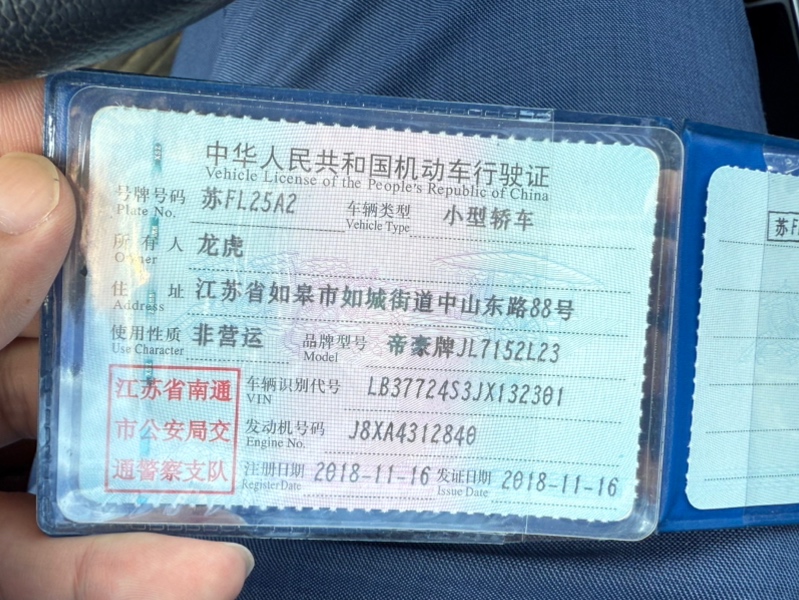 中华人民共和国机动车行驶证
Vehicle License of the People's Republic of China
号牌号码 苏FL25A2 车辆类型 小型轿车
Plate No. Vehicle Type
所有人 龙虎
Owner
住址 江苏省如皋市如城街道中山东路88号
Address
使用性质 非营运 品牌型号 帝豪牌JL7152L23
Use Character Model
江苏省南通 车辆识别代号 LB37724S3JX132301
VIN
市公安局交 发动机号码 J8XA4312840
Engine No.
通警察支队 注册日期 2018-11-16 发证日期 2018-11-16
Register Date Issue Date
苏F